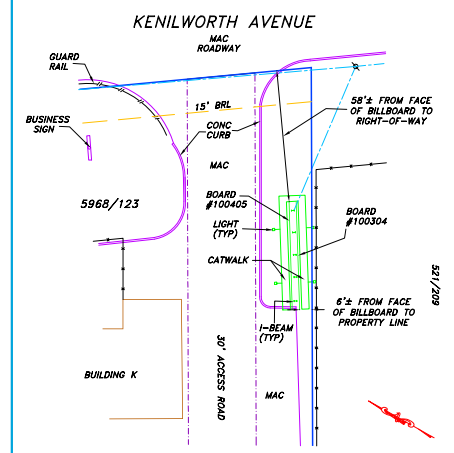 KENILWORTH AVENUE
MAC
ROADWAY
GUARD
RAIL
15' BRL
58'± FROM FACE
OF BILLBOARD TO
RIGHT-OF-WAY
BUSINESS
SIGN
CONC
CURB
MAC
5968/123
BOARD
#100405
LIGHT
(TYP)
BOARD
#100304
CATWALK
521/209
6'± FROM FACE
OF BILLBOARD TO
PROPERTY LINE
I-BEAM
(TYP)
30' ACCESS ROAD
BUILDING K
MAC